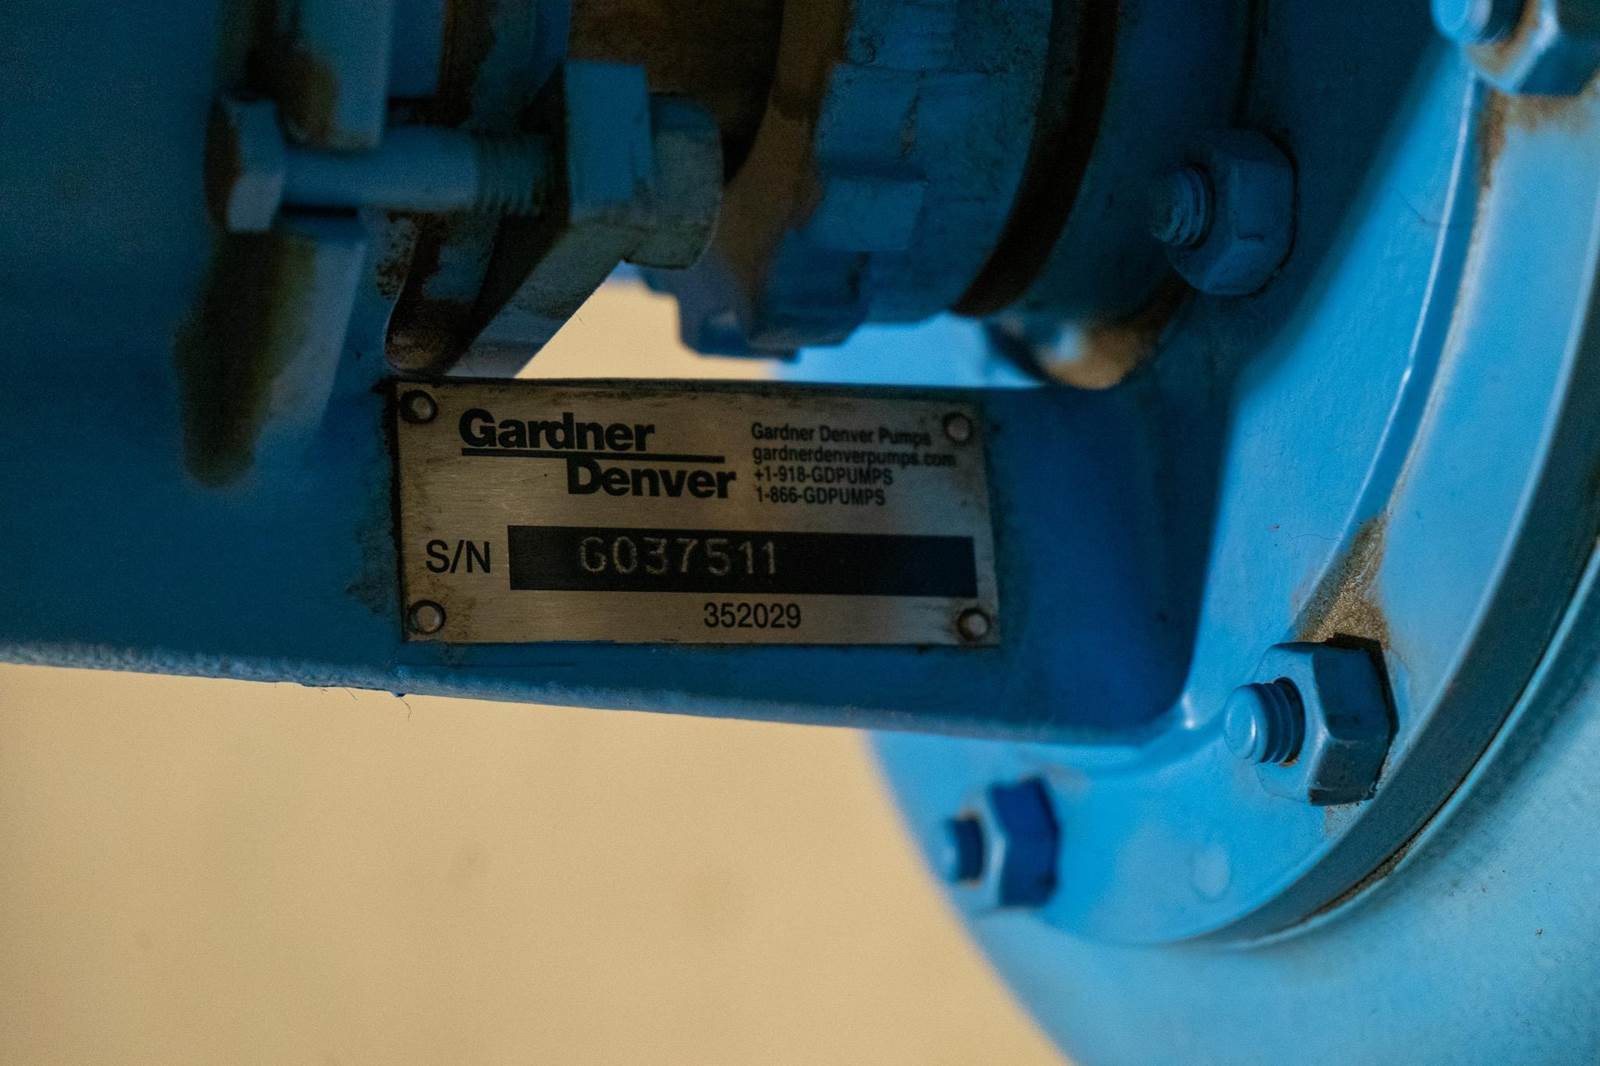 Gardner
Denver
Gardner Denver Pumps
gardnerdenverpumps.com
+1-918-GDPUMPS
1-866-GDPUMPS
S/N G037511
352029